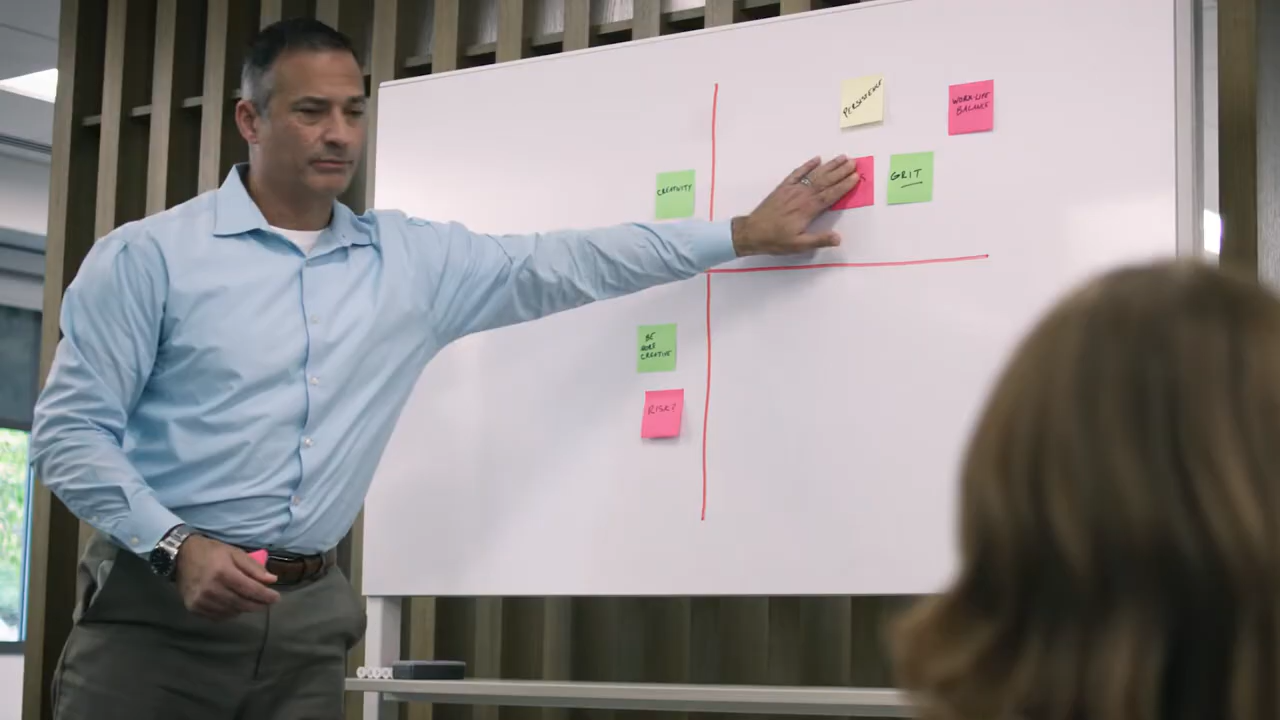 PERSISTENCE
WORK-LIFE
BALANCE
CREATIVITY
GRIT
BE
MORE
CREATIVE
RISK?